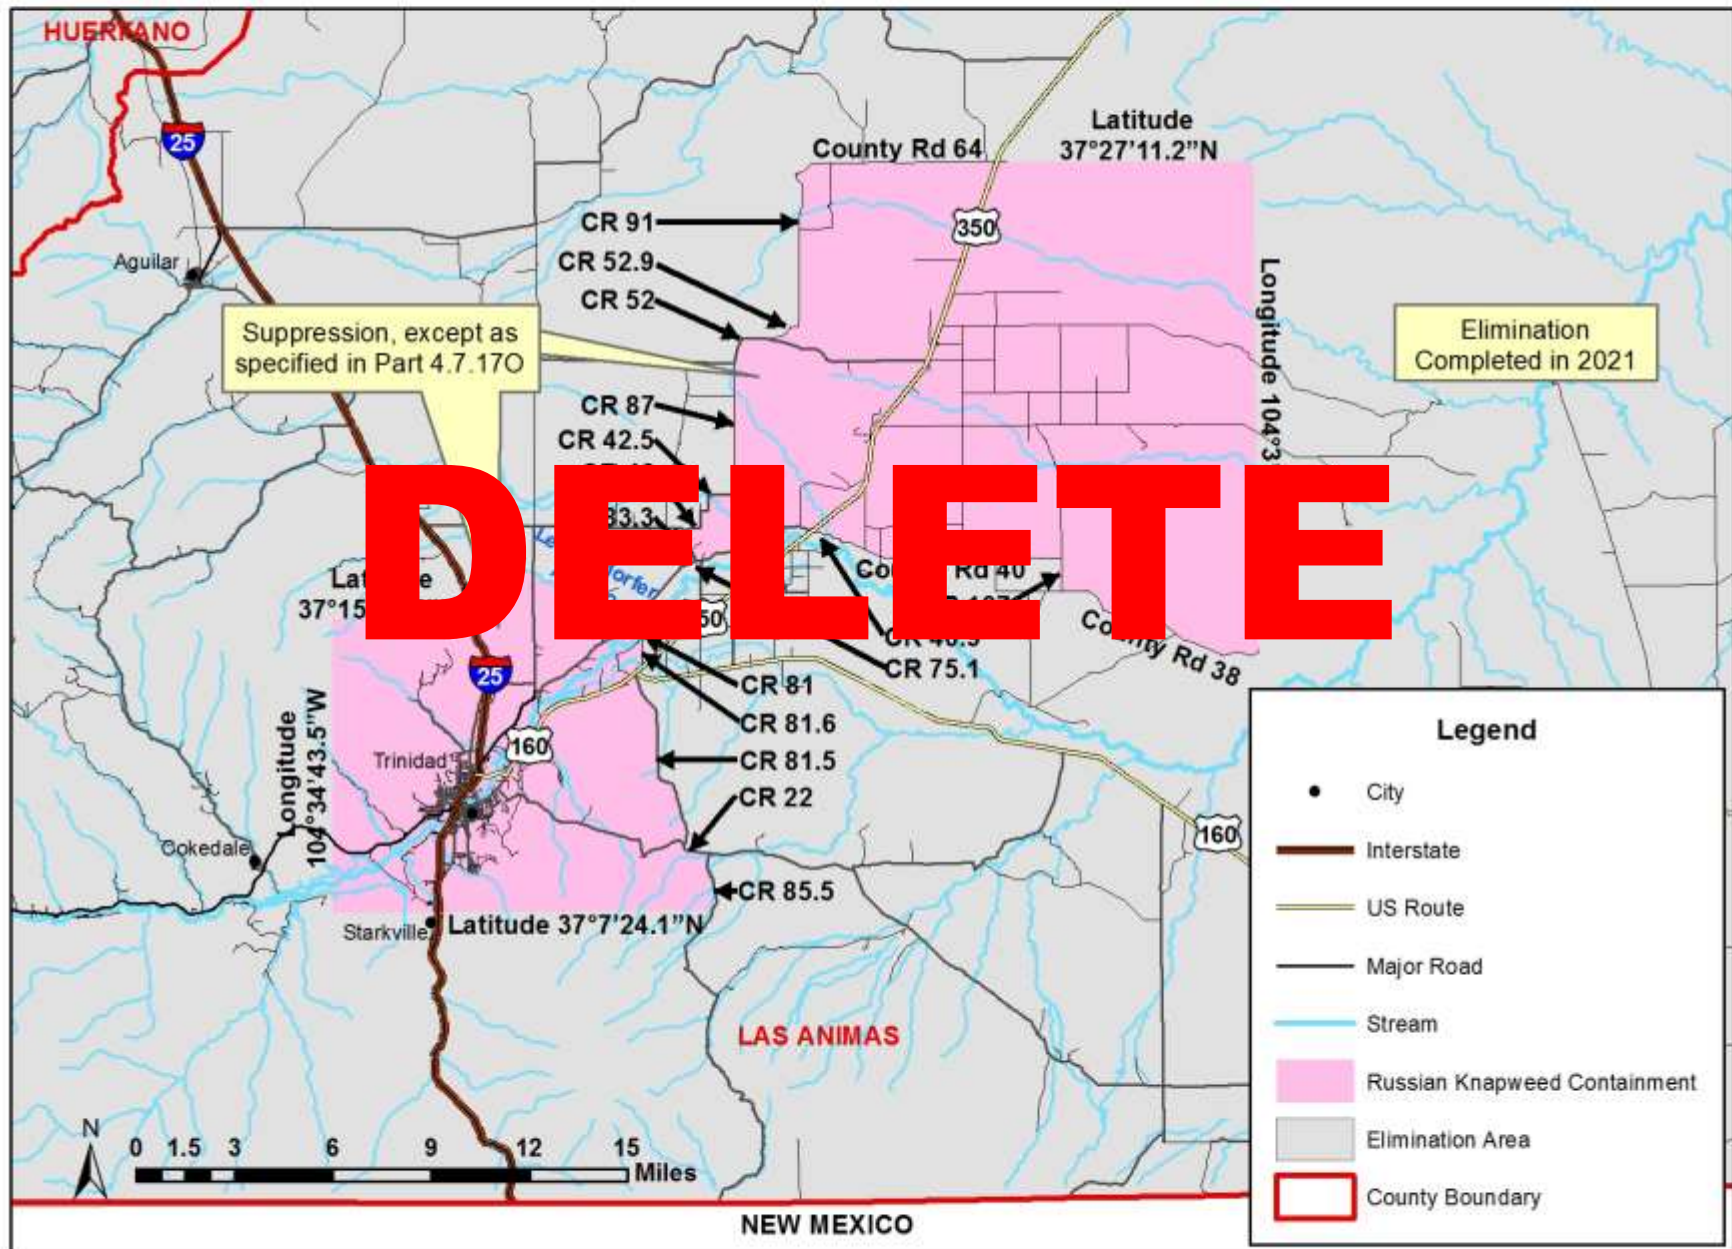 HUERFANO
25
Latitude
37°27'11.2"N
County Rd 64
CR 91
350
CR 52.9
Aguilar
CR 52
Longitude 104°3
Suppression, except as
specified in Part 4.7.17O
Elimination
Completed in 2021
CR 87
CR 42.5
DELETE
37°15
Rd 40
County Rd 38
CR 75.1
25
CR 81
CR 81.6
160
Trinidad
CR 81.5
Longitude
104°34'43.5"W
CR 22
160
Cokedale
CR 85.5
Starkville
Latitude 37°7'24.1"N
LAS ANIMAS
Legend
City
Interstate
US Route
Major Road
Stream
Russian Knapweed Containment
Elimination Area
County Boundary
N
0 1.5 3 6 9 12 15
Miles
NEW MEXICO